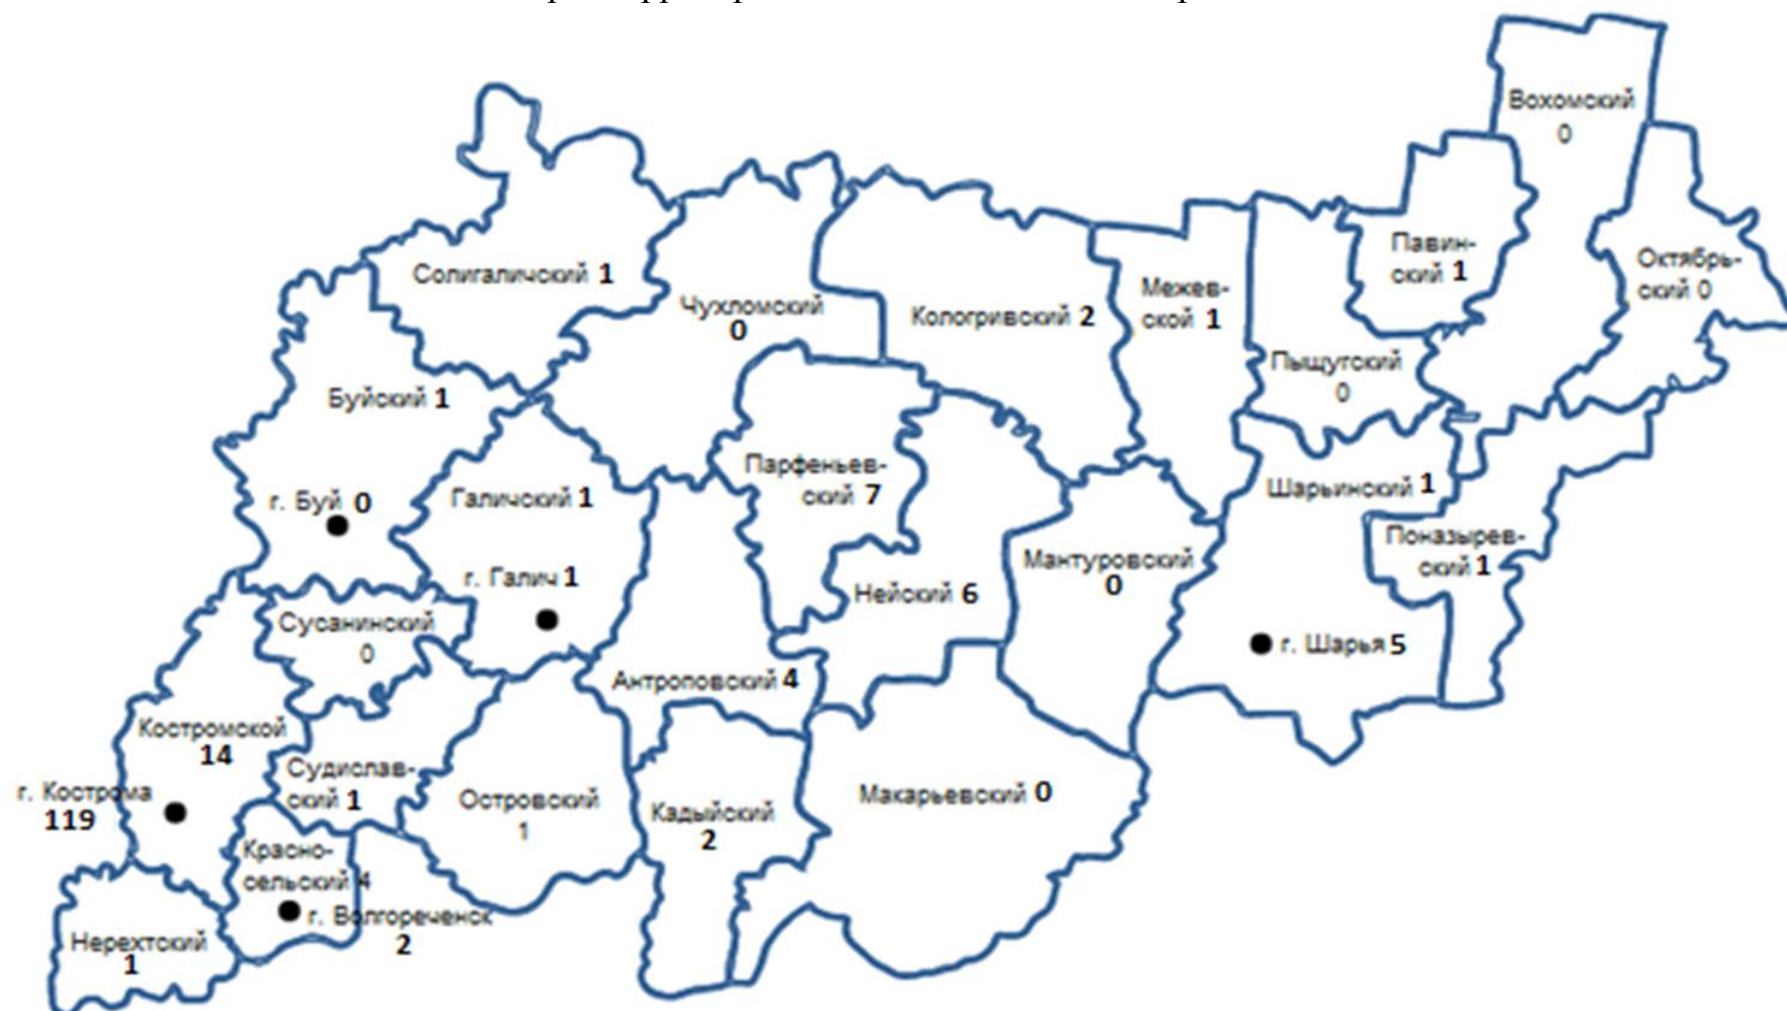 Вохомский
0
Павин-
ский 1
Октябрь-
ский 0
Солигаличский 1
Чухломский
0
Кологривский 2
Межев-
ской 1
Пыщугский
0
Буйский 1
г. Буй 0
Галичский 1
г. Галич 1
Парфеньев-
ский 7
Нейский 6
Мантуровский
0
Шарьинский 1
Поназырев-
ский 1
г. Шарья 5
Сусанинский
0
Антроповский 4
Костромской
14
г. Кострома
119
Судислав-
ский 1
Островский
1
Кадыйский
2
Макарьевский 0
Красно-
сельский 4
г. Волгореченск
2
Нерехтский
1